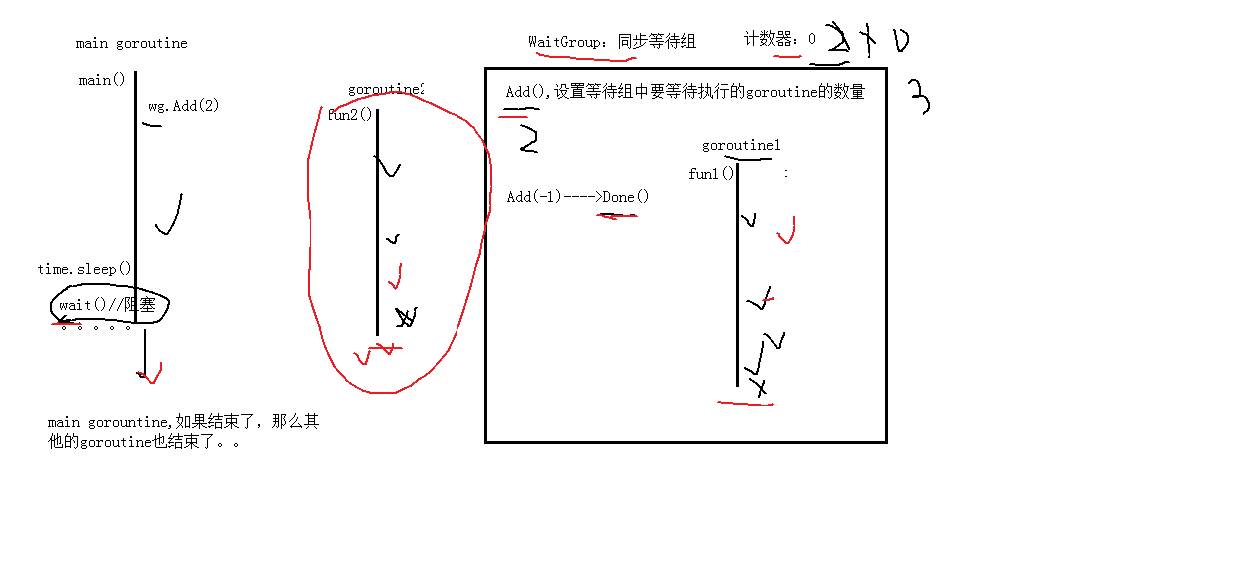 main goroutine
main()
wg.Add(2)
time.sleep()
wait()//阻塞
main gorountine,如果结束了，那么其
他的goroutine也结束了。。
goroutine2
fun2()
WaitGroup：同步等待组
计数器：0
2
0
3
Add(),设置等待组中要等待执行的goroutine的数量
2
Add(-1)---->Done()
goroutine1
fun1()